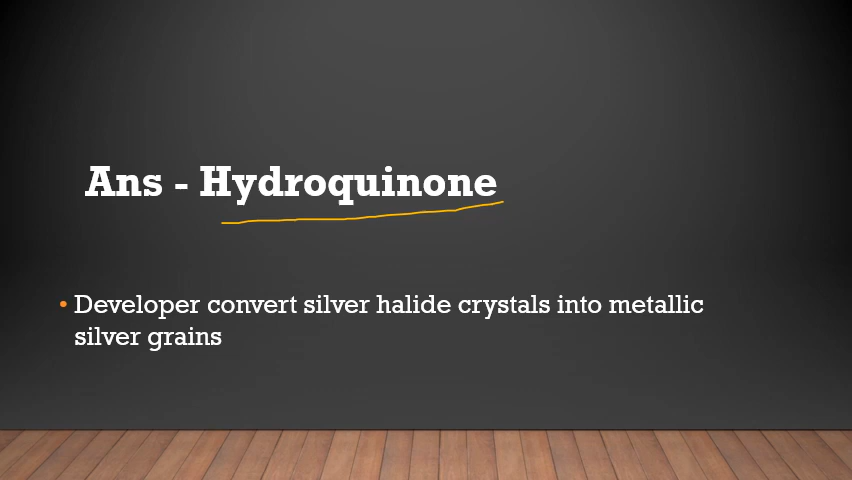 Ans - Hydroquinone
• Developer convert silver halide crystals into metallic
silver grains